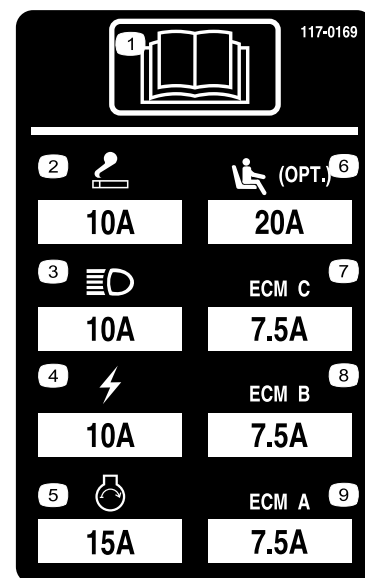 1
117-0169
2
(OPT.) 6
10A
20A
3
ECM C 7
10A
7.5A
4
ECM B 8
10A
7.5A
5
ECM A 9
15A
7.5A